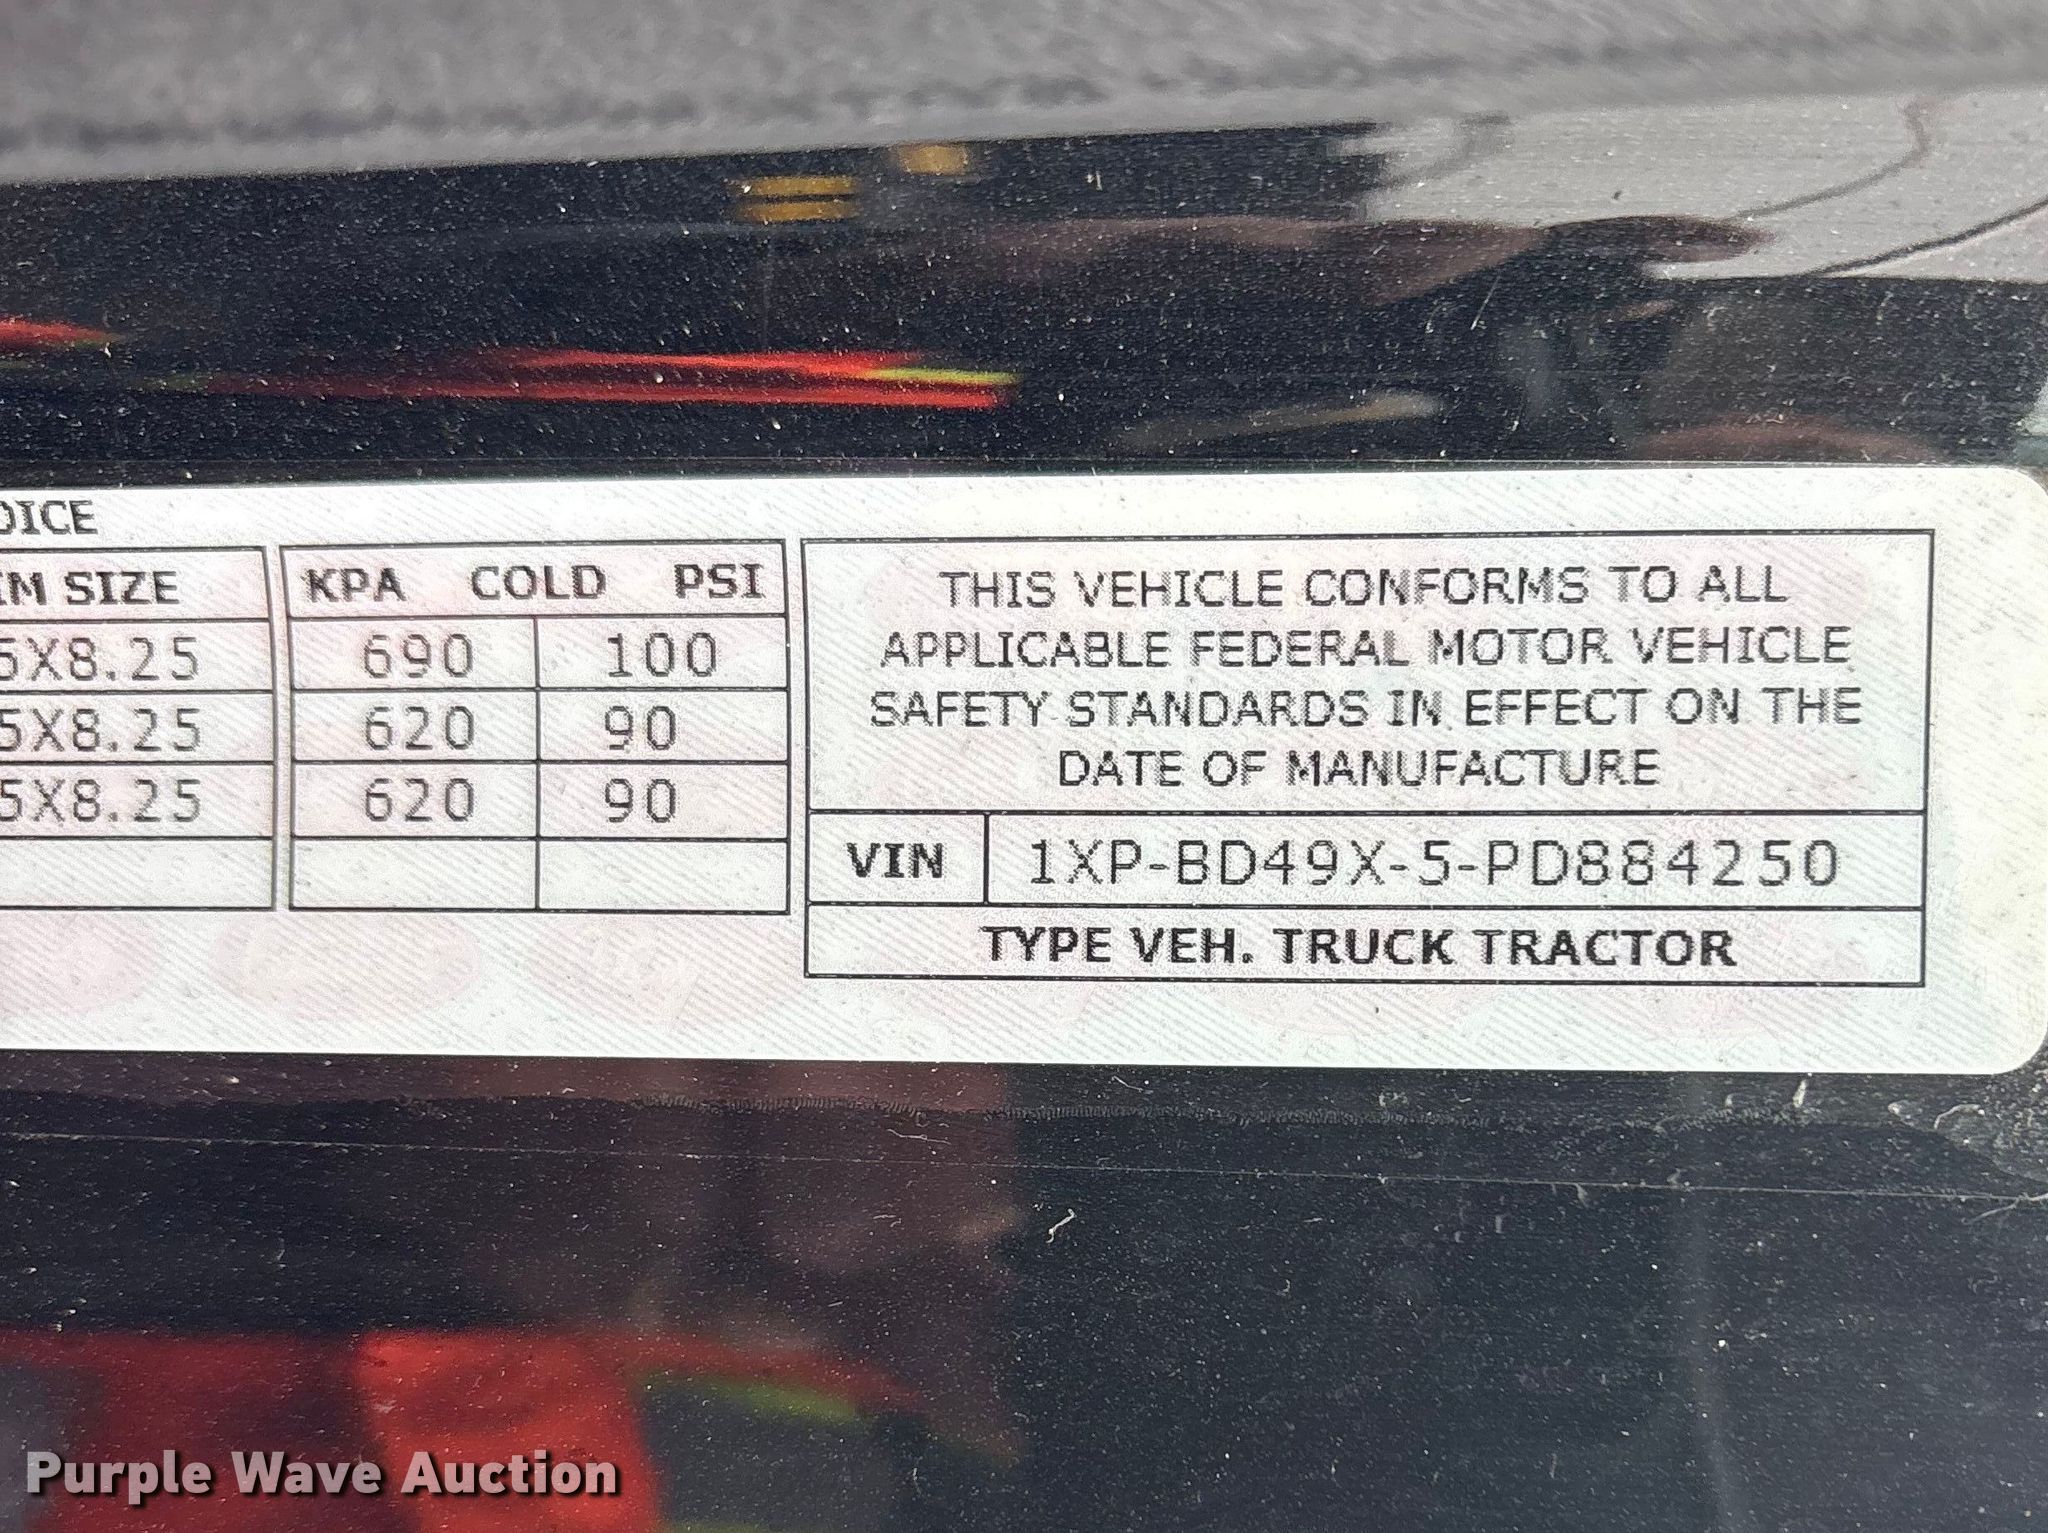 OICE
IM SIZE KPA COLD PSI
5X8.25 690 100
5X8.25 620 90
5X8.25 620 90
THIS VEHICLE CONFORMS TO ALL
APPLICABLE FEDERAL MOTOR VEHICLE
SAFETY STANDARDS IN EFFECT ON THE
DATE OF MANUFACTURE
VIN 1XP-BD49X-5-PD884250
TYPE VEH. TRUCK TRACTOR
Purple Wave Auction